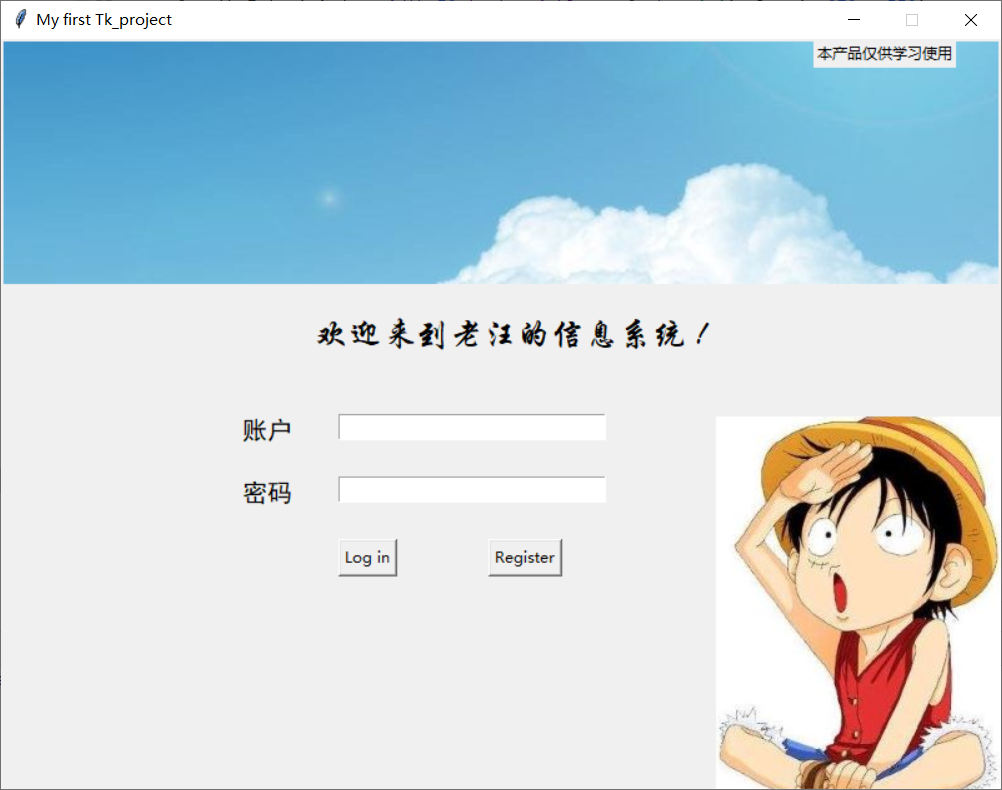 My first Tk_project
本产品仅供学习使用
欢迎来到老汪的信息系统！
账户
密码
Log in Register